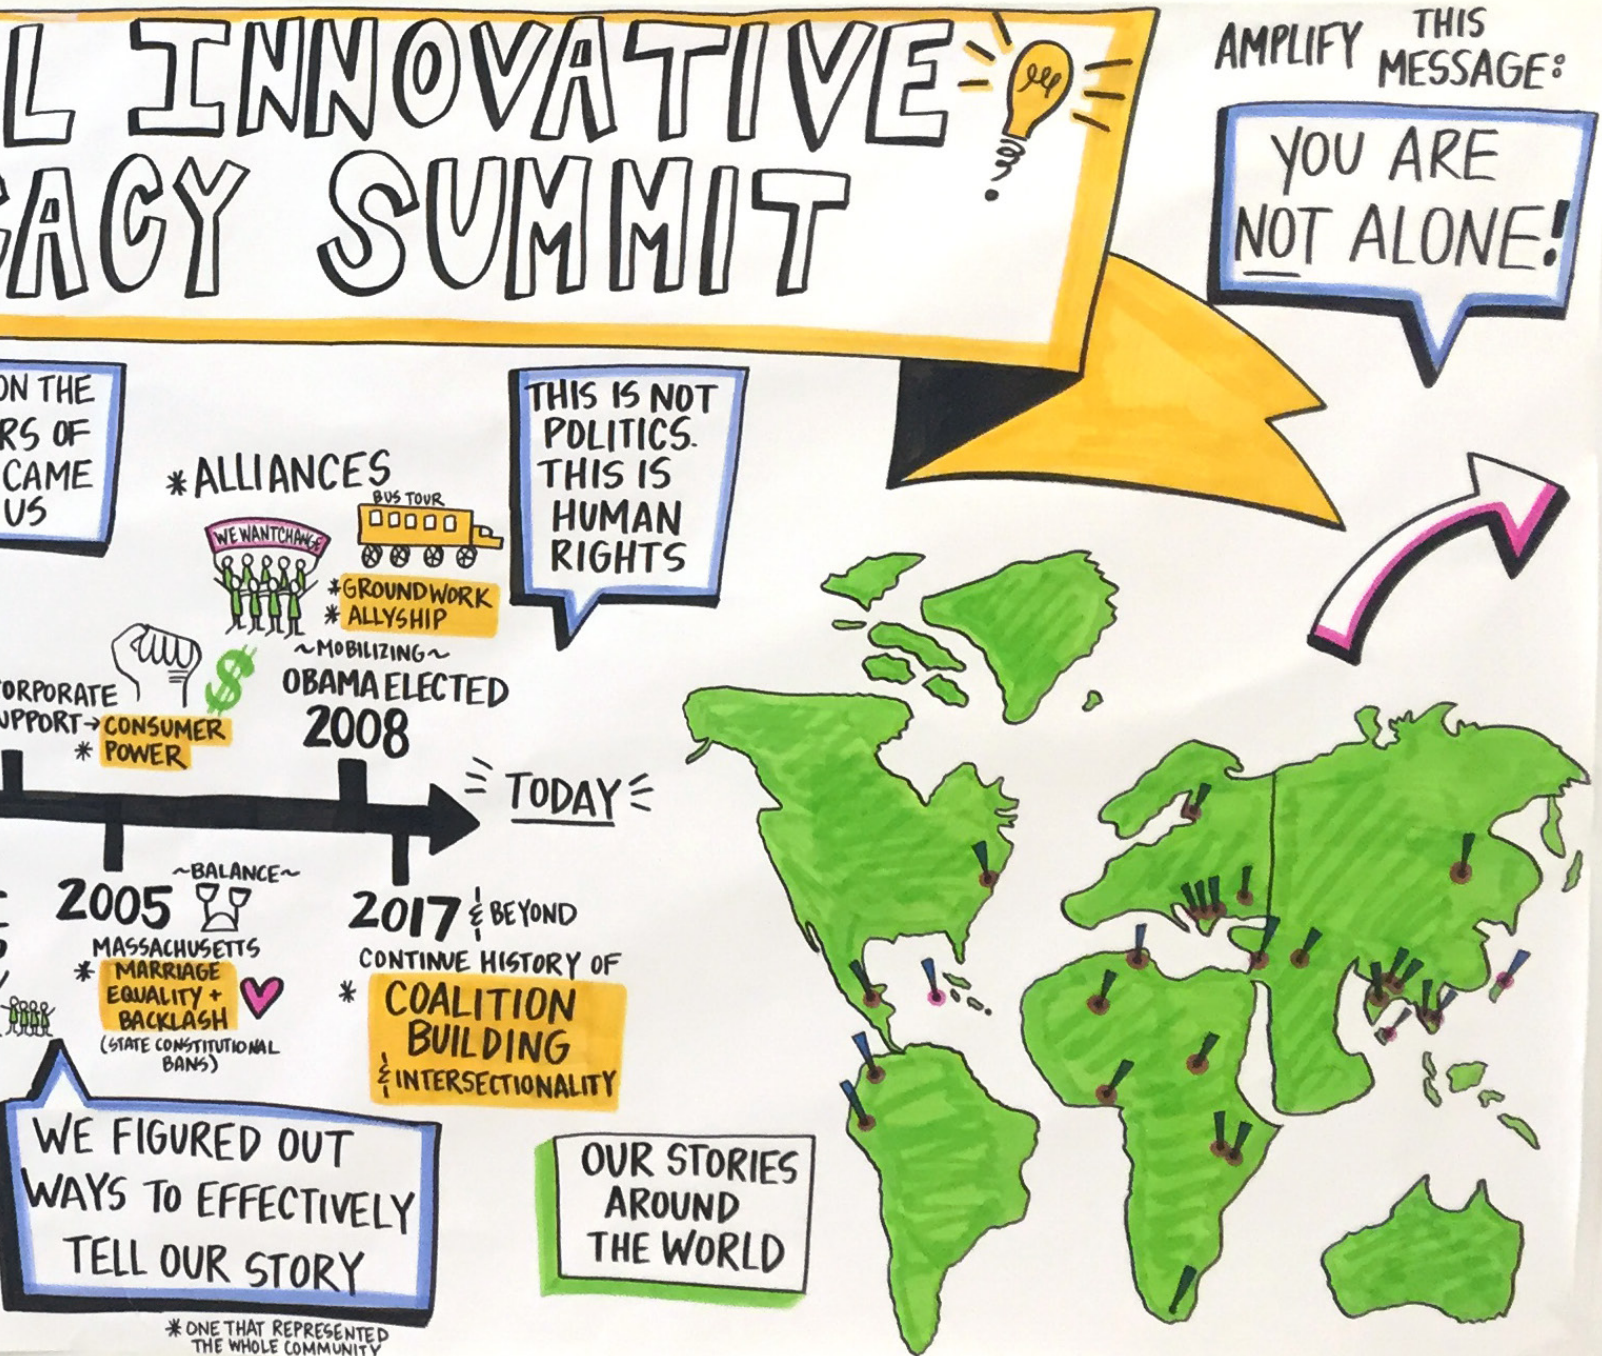 L INNOVATIVE
ACY SUMMIT
AMPLIFY THIS
MESSAGE:
YOU ARE
NOT ALONE!
ON THE
RS OF
CAME
US
* ALLIANCES
BUS TOUR
WE WANT CHANGE
* GROUNDWORK
* ALLYSHIP
~MOBILIZING~
OBAMA ELECTED
2008
THIS IS NOT
POLITICS.
THIS IS
HUMAN
RIGHTS
ORPORATE
UPPORT → CONSUMER
* POWER
$
TODAY
2005
~BALANCE~
MASSACHUSETTS
* MARRIAGE
EQUALITY +
BACKLASH
(STATE CONSTITUTIONAL
BANS)
2017 & BEYOND
CONTINUE HISTORY OF
* COALITION
BUILDING
& INTERSECTIONALITY
WE FIGURED OUT
WAYS TO EFFECTIVELY
TELL OUR STORY
* ONE THAT REPRESENTED
THE WHOLE COMMUNITY
OUR STORIES
AROUND
THE WORLD